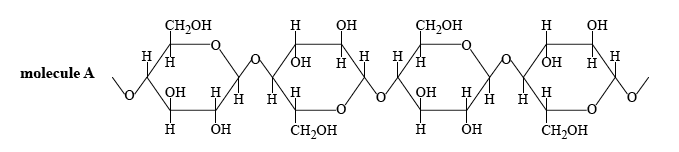 CH₂OH H OH CH₂OH H OH
O O
H H O OH H H H H O OH H H
molecule A
O OH H H H H O OH H H H H O
O O
H OH CH₂OH H OH CH₂OH